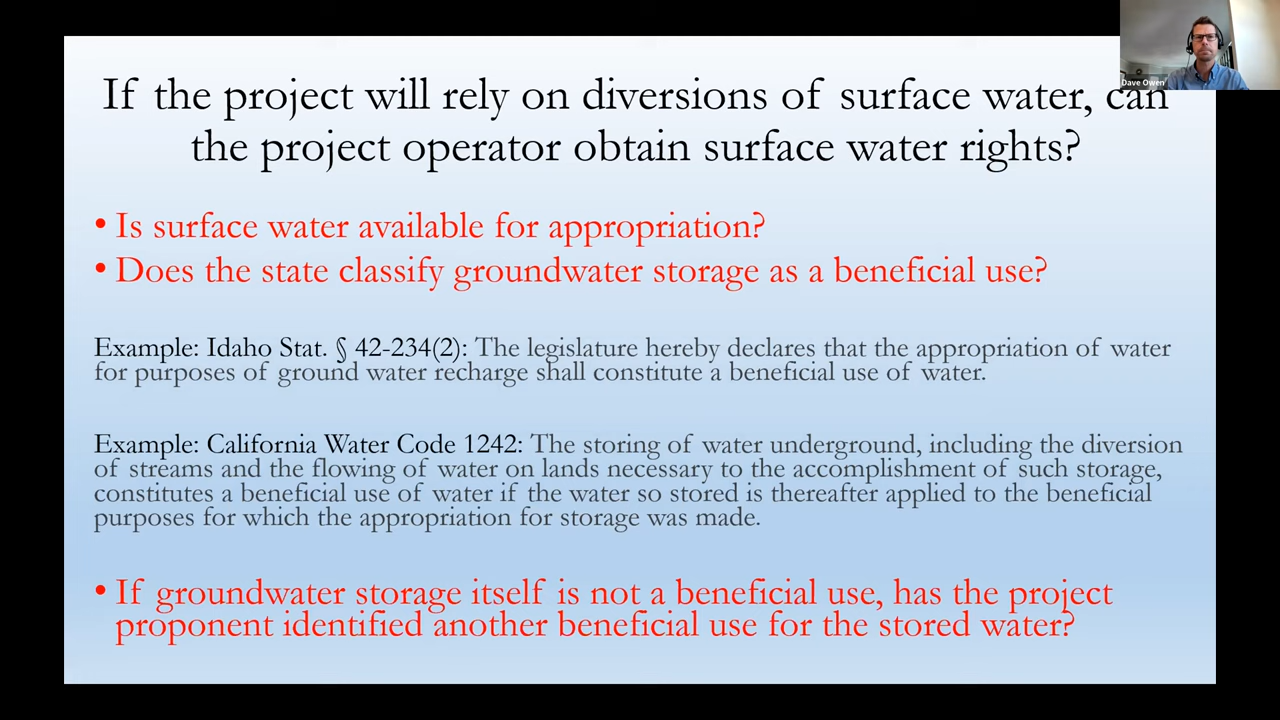 Dave Owen
If the project will rely on diversions of surface water, can
the project operator obtain surface water rights?
• Is surface water available for appropriation?
• Does the state classify groundwater storage as a beneficial use?
Example: Idaho Stat. § 42-234(2): The legislature hereby declares that the appropriation of water
for purposes of ground water recharge shall constitute a beneficial use of water.
Example: California Water Code 1242: The storing of water underground, including the diversion
of streams and the flowing of water on lands necessary to the accomplishment of such storage,
constitutes a beneficial use of water if the water so stored is thereafter applied to the beneficial
purposes for which the appropriation for storage was made.
• If groundwater storage itself is not a beneficial use, has the project
proponent identified another beneficial use for the stored water?